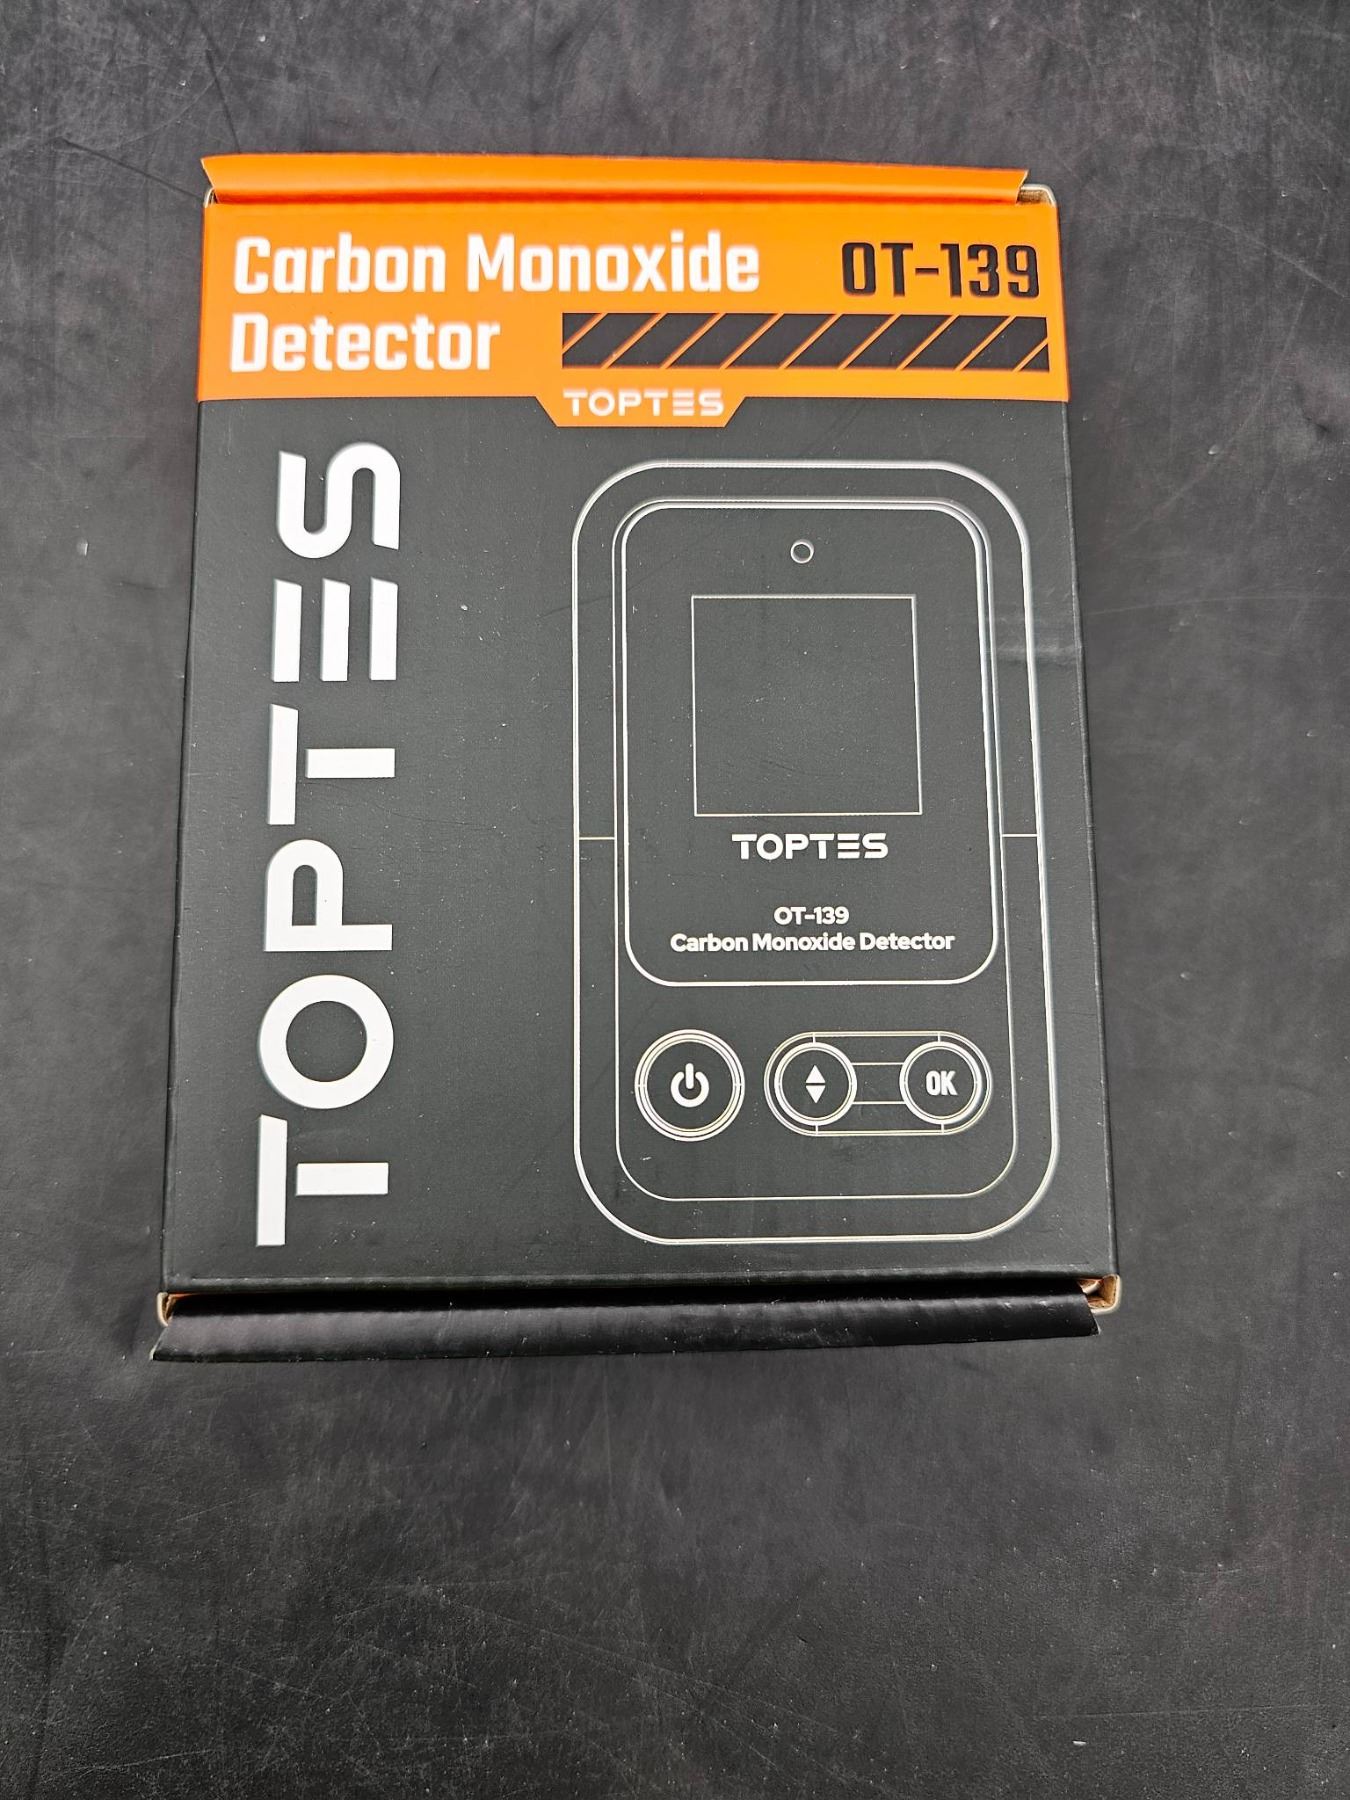 Carbon Monoxide
Detector
OT-139
TOPTES
TOPTES
TOPTES
OT-139
Carbon Monoxide Detector
OK